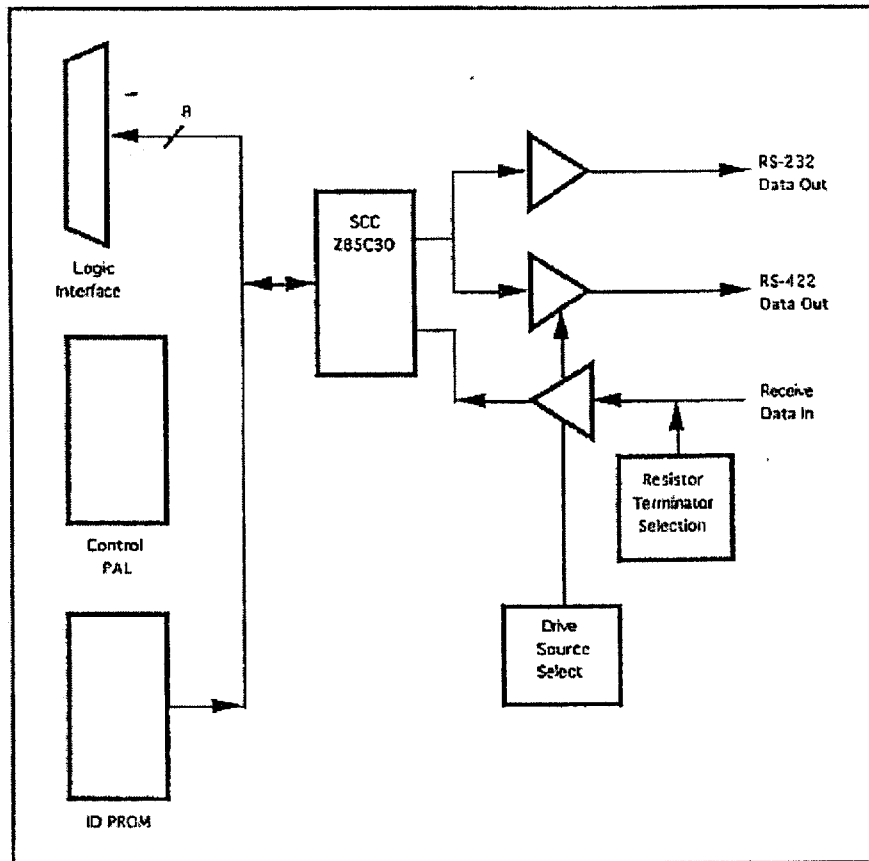 8
Logic
Interface
SCC
Z85C30
RS-232
Data Out
RS-422
Data Out
Receive
Data In
Resistor
Terminator
Selection
Control
PAL
Drive
Source
Select
ID PROM